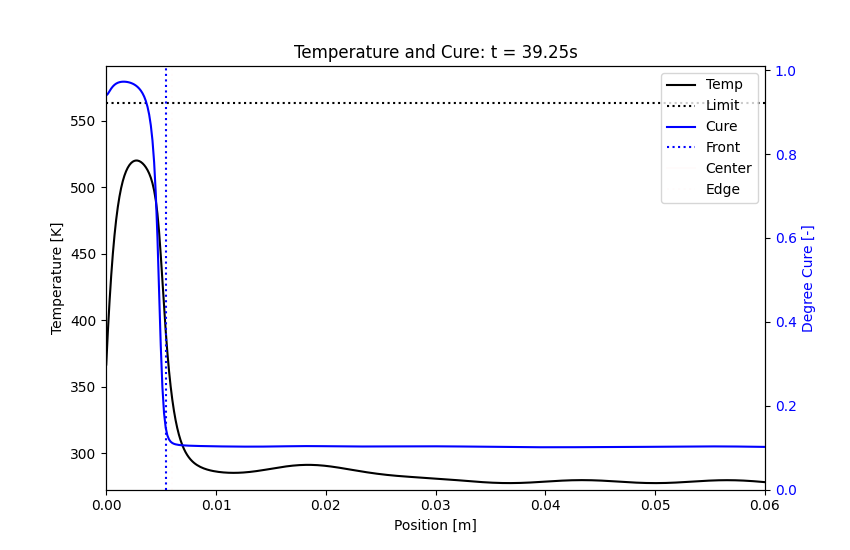 Temperature and Cure: t = 39.25s
Temperature [K]
550
500
450
400
350
300
Temp
Limit
Cure
Front
Center
Edge
1.0
0.8
0.6
0.4
0.2
0.0
Degree Cure [-]
0.00
0.01
0.02
0.03
0.04
0.05
0.06
Position [m]